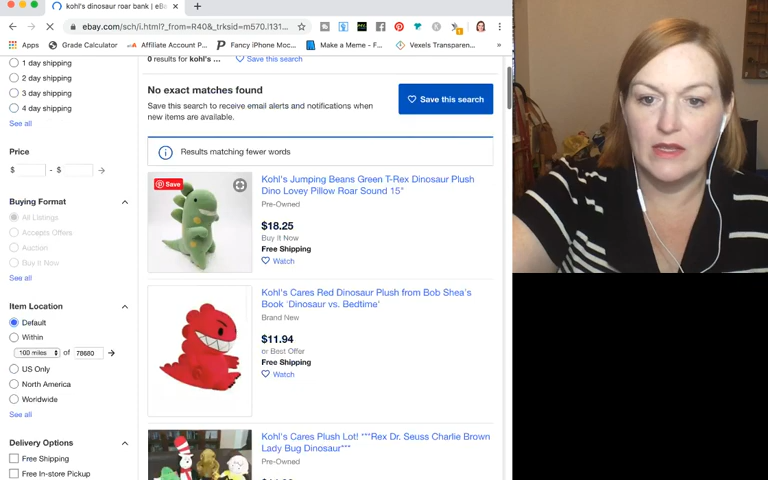 kohl's dinosaur roar bank | eBa
ebay.com/sch/i.html?_from=R40&_trksid=m570.l131...
Apps Grade Calculator Affiliate Account P... Fancy iPhone Moc... Make a Meme - F... Vexels Transparen...
1 day shipping
2 day shipping
3 day shipping
4 day shipping
See all
Price
$ - $
Buying Format
All Listings
Accepts Offers
Auction
Buy It Now
See all
Item Location
Default
Within
100 miles of 78680
US Only
North America
Worldwide
See all
Delivery Options
Free Shipping
Free In-store Pickup
0 results for kohl's ... Save this search
No exact matches found
Save this search to receive email alerts and notifications when
new items are available.
Save this search
Results matching fewer words
Save
Kohl's Jumping Beans Green T-Rex Dinosaur Plush
Dino Lovey Pillow Roar Sound 15"
Pre-Owned
$18.25
Buy It Now
Free Shipping
Watch
Kohl's Cares Red Dinosaur Plush from Bob Shea's
Book 'Dinosaur vs. Bedtime'
Brand New
$11.94
or Best Offer
Free Shipping
Watch
Kohl's Cares Plush Lot! ***Rex Dr. Seuss Charlie Brown
Lady Bug Dinosaur***
Pre-Owned